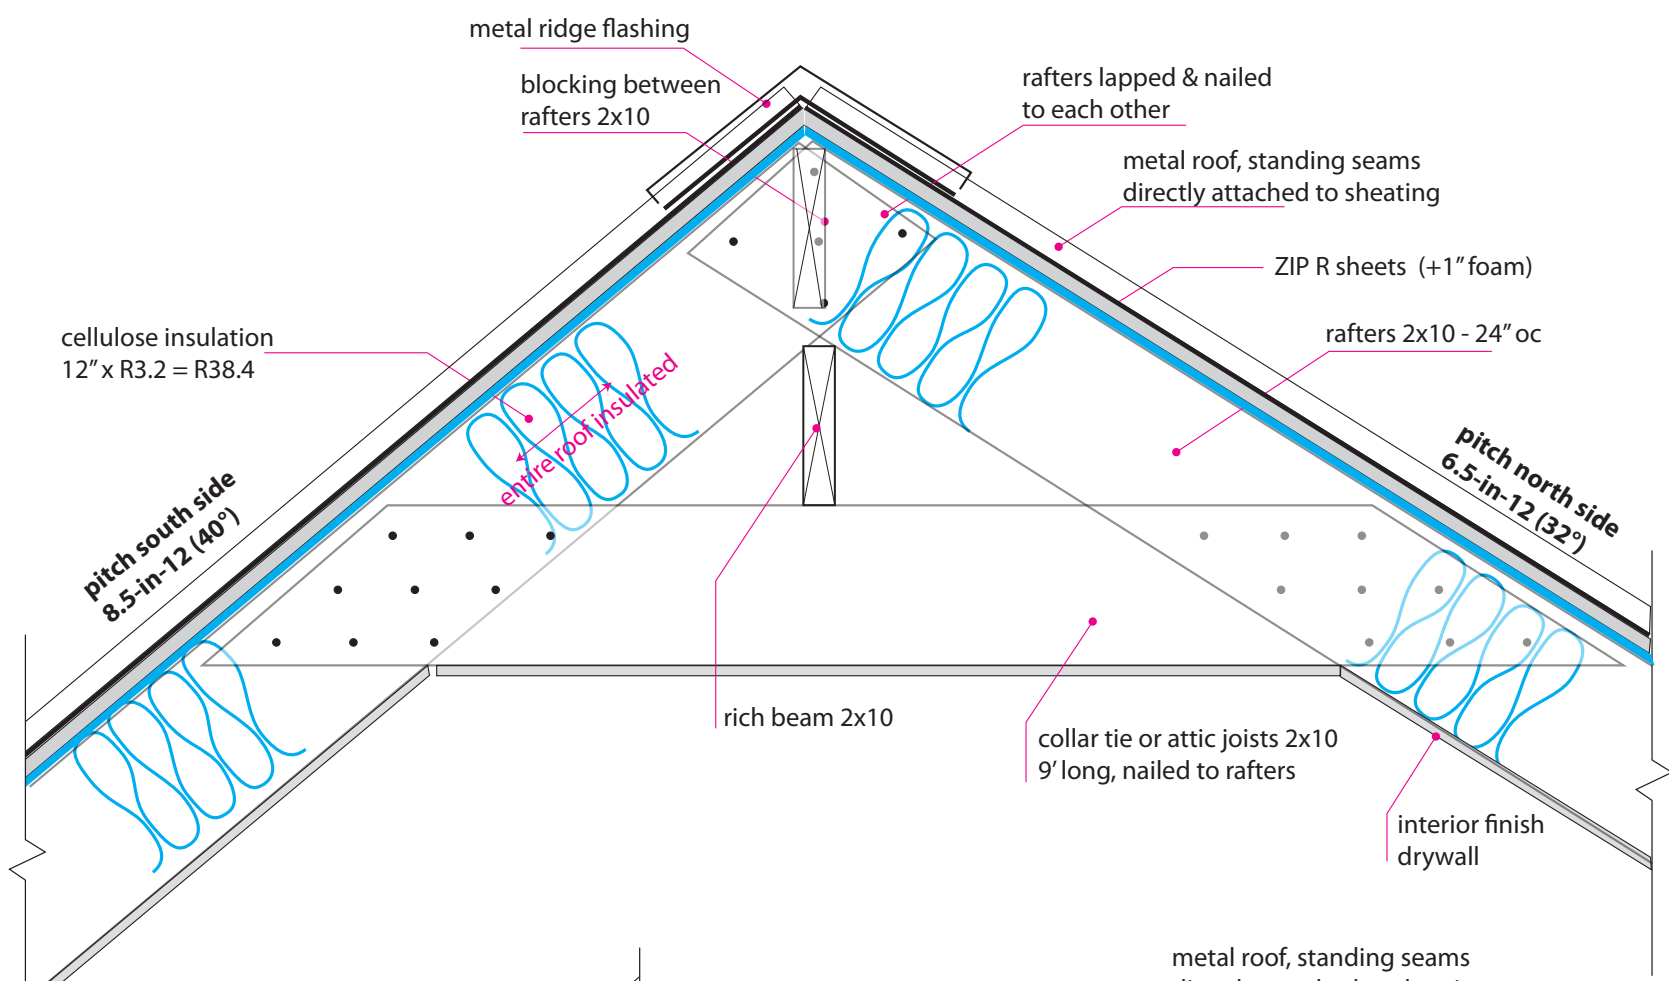 metal ridge flashing
blocking between
rafters 2x10
rafters lapped & nailed
to each other
metal roof, standing seams
directly attached to sheating
ZIP R sheets (+1” foam)
rafters 2x10 - 24” oc
cellulose insulation
12” x R3.2 = R38.4
entire roof insulated
pitch south side
8.5-in-12 (40°)
pitch north side
6.5-in-12 (32°)
rich beam 2x10
collar tie or attic joists 2x10
9’ long, nailed to rafters
interior finish
drywall
metal roof, standing seams